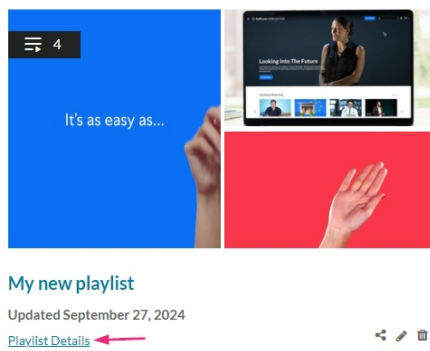 4
It's as easy as...
Looking Into The Future
My new playlist
Updated September 27, 2024
Playlist Details